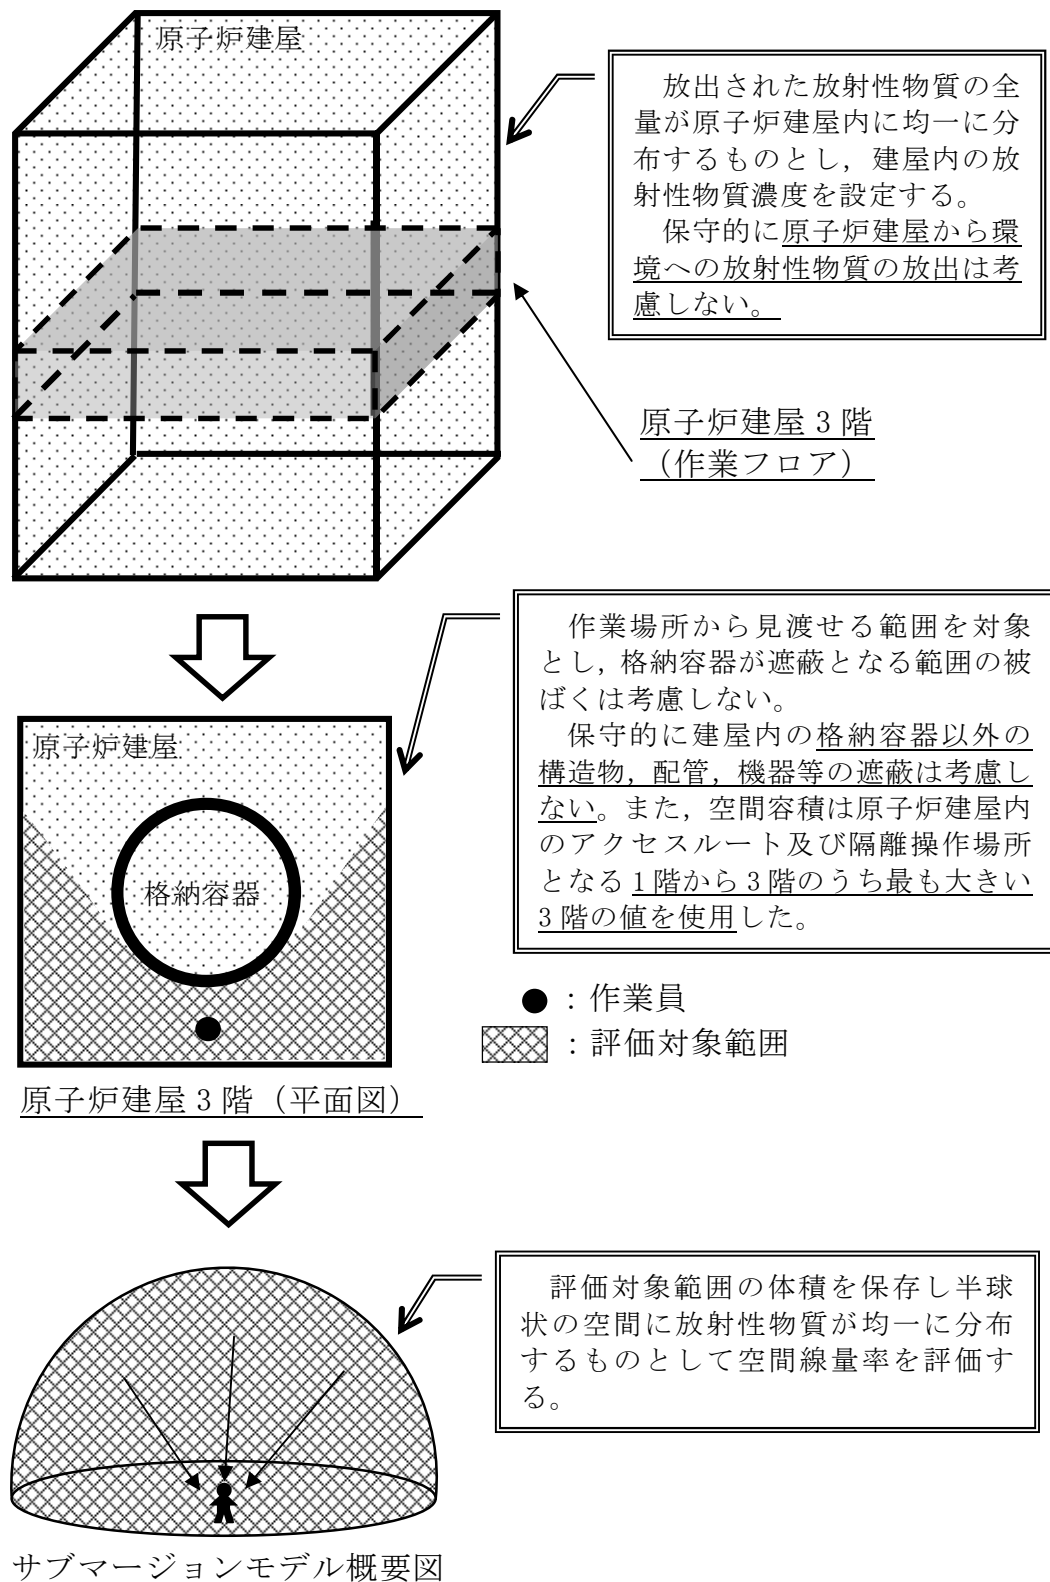 原子炉建屋
放出された放射性物質の全
量が原子炉建屋内に均一に分
布するものとし，建屋内の放
射性物質濃度を設定する。
保守的に原子炉建屋から環
境への放射性物質の放出は考
慮しない。
原子炉建屋 3 階
（作業フロア）
作業場所から見渡せる範囲を対象
とし，格納容器が遮蔽となる範囲の被
ばくは考慮しない。
保守的に建屋内の格納容器以外の
構造物，配管，機器等の遮蔽は考慮し
ない。また，空間容積は原子炉建屋内
のアクセスルート及び隔離操作場所
となる 1 階から 3 階のうち最も大きい
3 階の値を使用した。
原子炉建屋
格納容器
：作業員
：評価対象範囲
原子炉建屋 3 階（平面図）
評価対象範囲の体積を保存し半球
状の空間に放射性物質が均一に分布
するものとして空間線量率を評価す
る。
サブマージョンモデル概要図